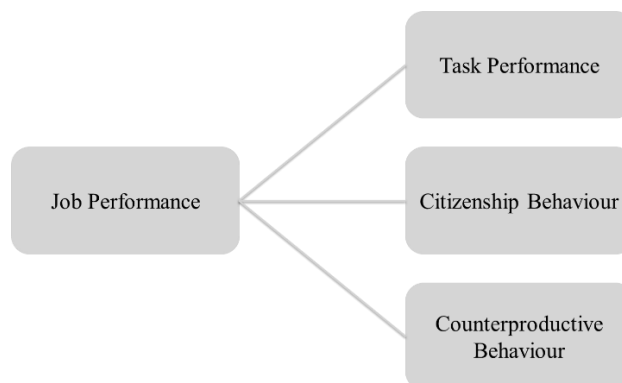 Task Performance
Job Performance
Citizenship Behaviour
Counterproductive
Behaviour